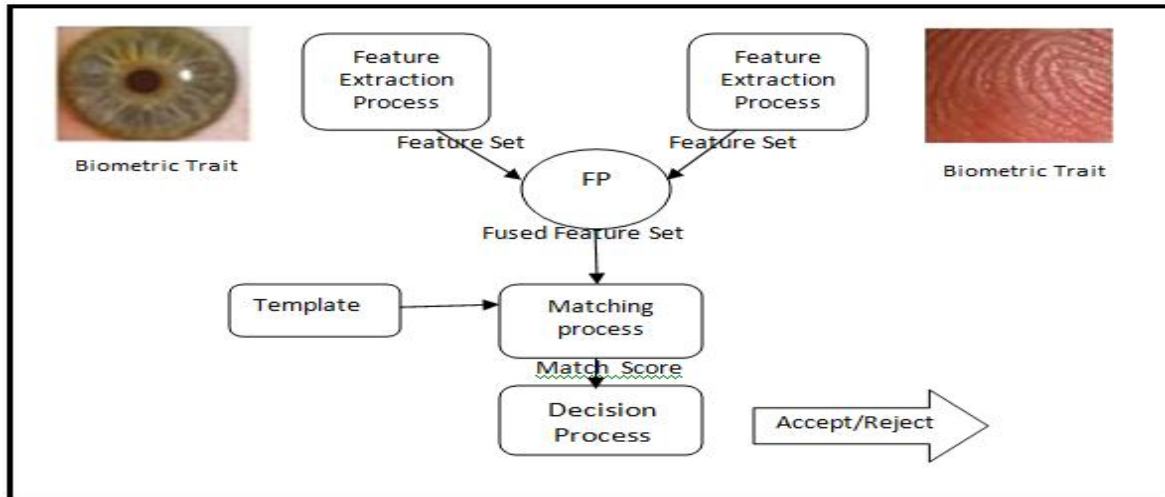 Feature
Extraction
Process
Feature
Extraction
Process
Biometric Trait
Biometric Trait
Feature Set
Feature Set
FP
Fused Feature Set
Template
Matching
process
Match Score
Decision
Process
Accept/Reject